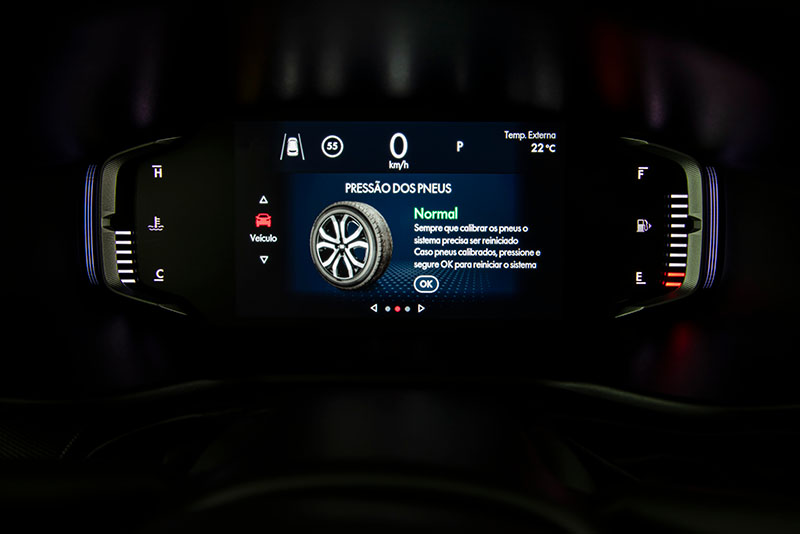 Temp. Externa
55
0
P
22 °C
km/h
H
F
PRESSÃO DOS PNEUS
Normal
Sempre que calibrar os pneus o
sistema precisa ser reiniciado
Caso pneus calibrados, pressione e
segure OK para reiniciar o sistema
Veículo
C
E
OK